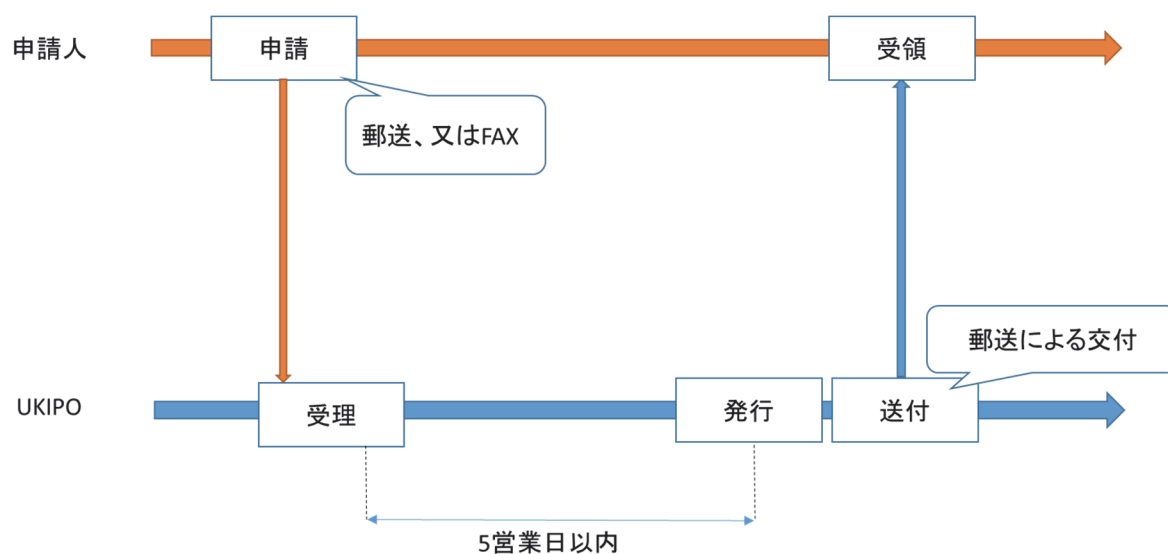 申請人
申請
受領
郵送、又はFAX
郵送による交付
UKIPO
受理
発行
送付
5営業日以内